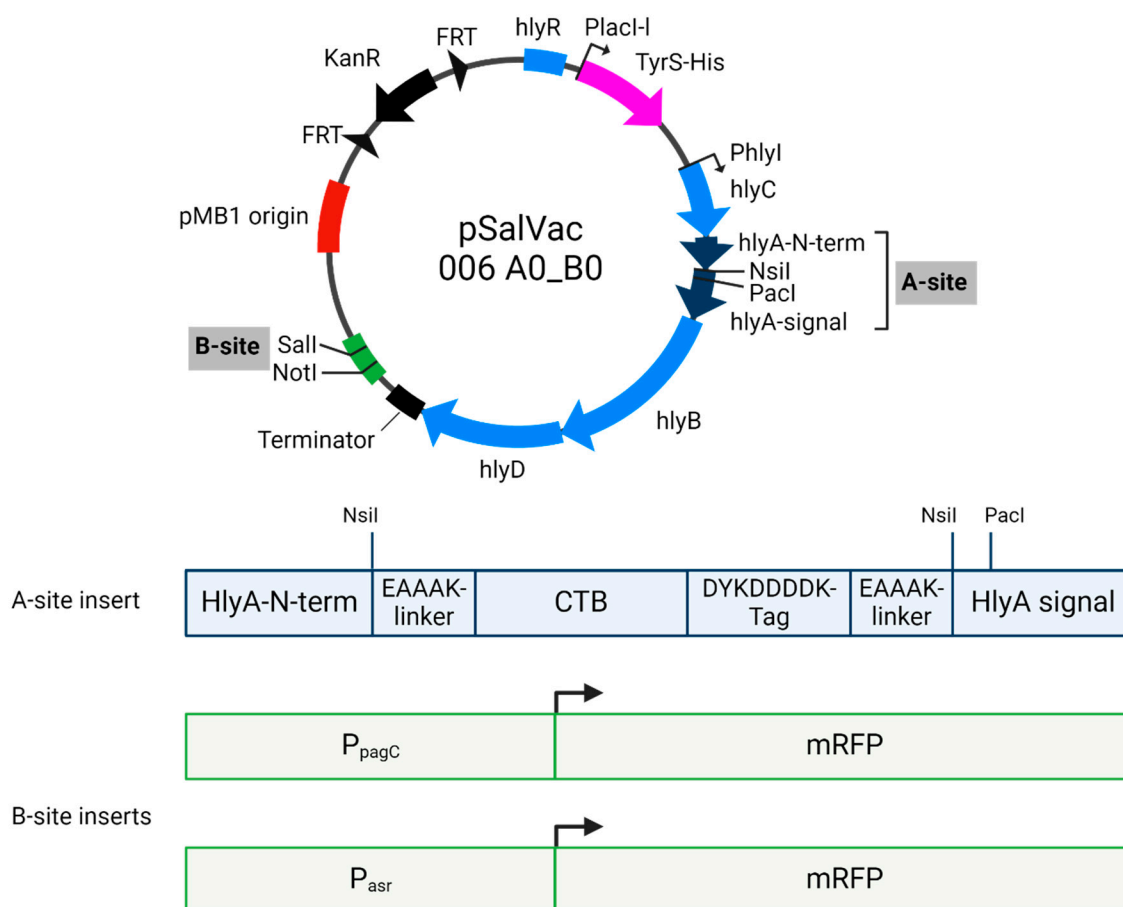 hlyR
PlacI-I
FRT
KanR
TyrS-His
FRT
PhlyI
hlyC
pMB1 origin
pSalVac
006 A0_B0
hlyA-N-term
NsiI
PacI
A-site
hlyA-signal
B-site
SalI
NotI
hlyB
Terminator
hlyD
NsiI
NsiI
PacI
A-site insert
HlyA-N-term
EAAAK-
linker
CTB
DYKDDDDK-
Tag
EAAAK-
linker
HlyA signal
PpagC
mRFP
B-site inserts
Pasr
mRFP